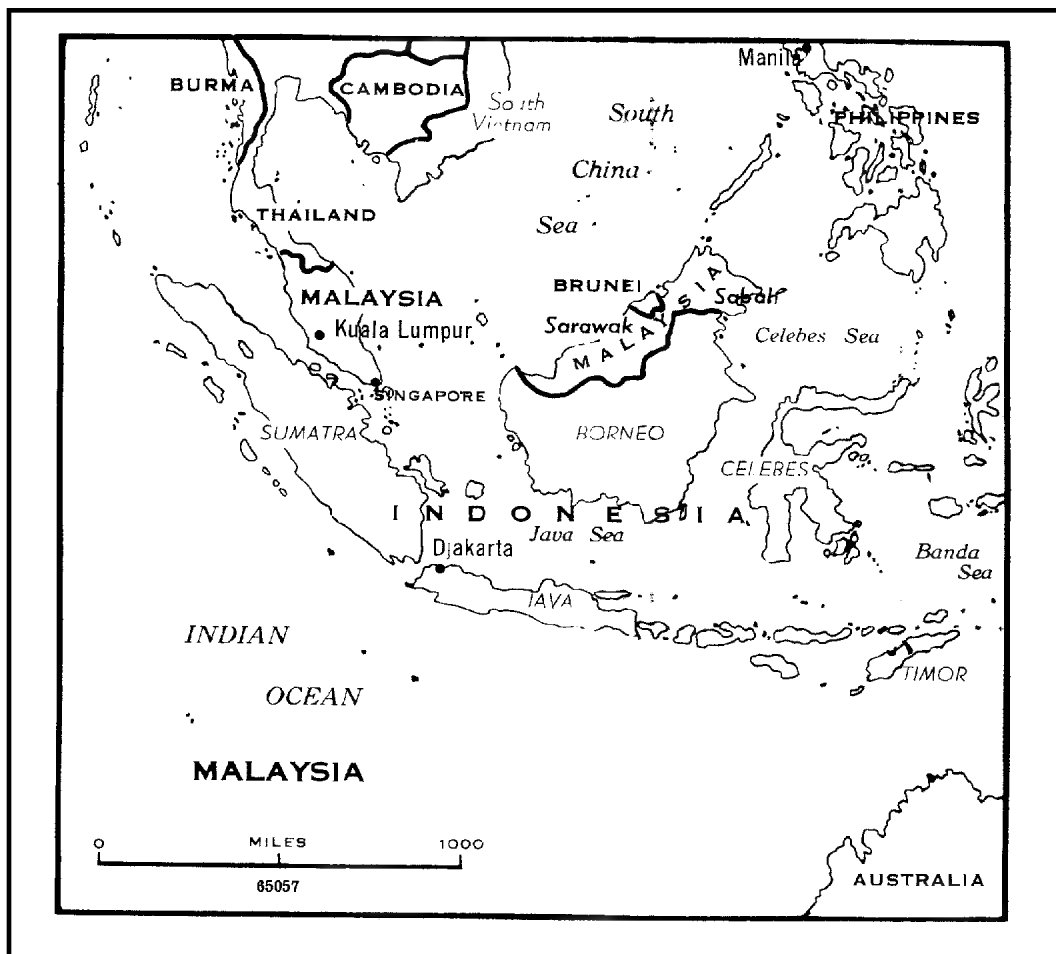 Manila
BURMA
CAMBODIA
South
Vietnam
South
PHILIPPINES
China
THAILAND
Sea
BRUNEI
MALAYSIA
Sabah
MALAYSIA
Kuala Lumpur
Sarawak
Celebes Sea
SINGAPORE
SUMATRA
BORNEO
CELEBES
INDONESIA
Java Sea
Djakarta
Banda
Sea
JAVA
INDIAN
TIMOR
OCEAN
MALAYSIA
0 MILES 1000
65057
AUSTRALIA